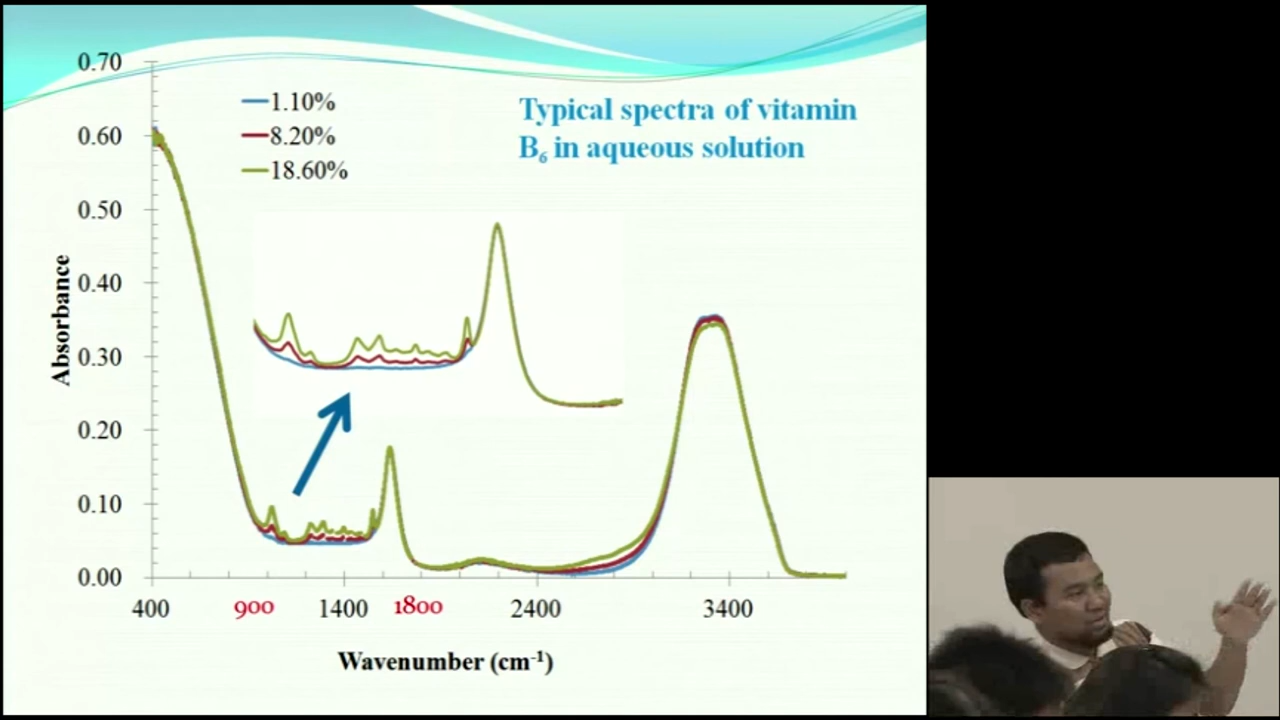 Typical spectra of vitamin
B₆ in aqueous solution
1.10%
8.20%
18.60%
Absorbance
0.70
0.60
0.50
0.40
0.30
0.20
0.10
0.00
400 900 1400 1800 2400 3400
Wavenumber (cm⁻¹)